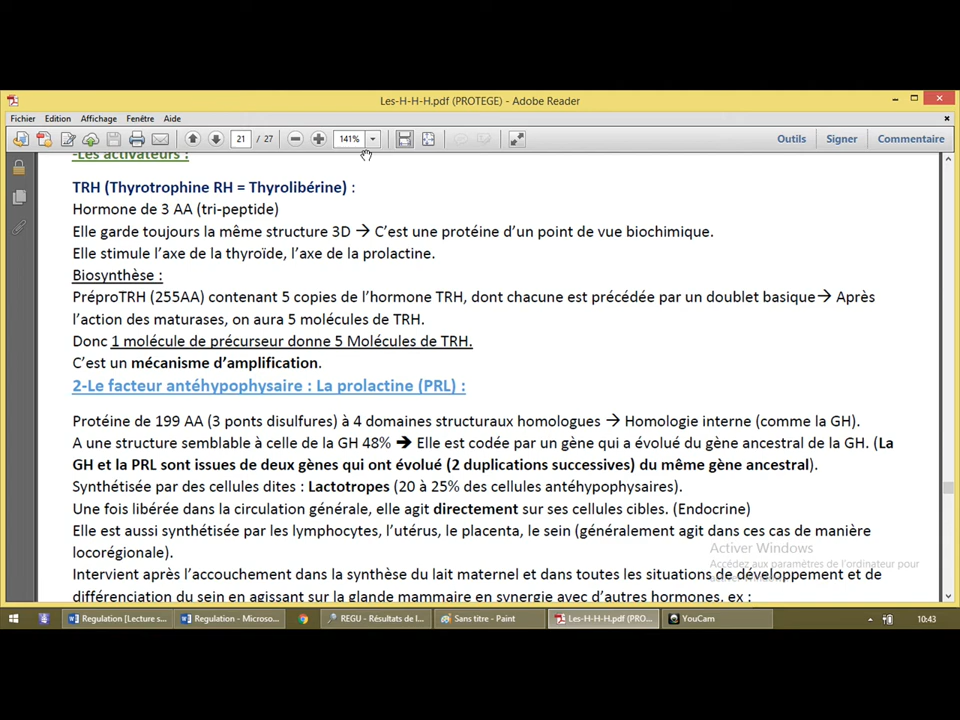 Les-H-H-H.pdf (PROTEGE) - Adobe Reader
Fichier Edition Affichage Fenêtre Aide
21 / 27 141% Outils Signer Commentaire
-Les activateurs :
TRH (Thyrotrophine RH = Thyrolibérine) :
Hormone de 3 AA (tri-peptide)
Elle garde toujours la même structure 3D → C’est une protéine d’un point de vue biochimique.
Elle stimule l’axe de la thyroïde, l’axe de la prolactine.
Biosynthèse :
PréproTRH (255AA) contenant 5 copies de l’hormone TRH, dont chacune est précédée par un doublet basique→ Après
l’action des maturases, on aura 5 molécules de TRH.
Donc 1 molécule de précurseur donne 5 Molécules de TRH.
C’est un mécanisme d’amplification.
2-Le facteur antéhypophysaire : La prolactine (PRL) :
Protéine de 199 AA (3 ponts disulfures) à 4 domaines structuraux homologues → Homologie interne (comme la GH).
A une structure semblable à celle de la GH 48% → Elle est codée par un gène qui a évolué du gène ancestral de la GH. (La
GH et la PRL sont issues de deux gènes qui ont évolué (2 duplications successives) du même gène ancestral).
Synthétisée par des cellules dites : Lactotropes (20 à 25% des cellules antéhypophysaires).
Une fois libérée dans la circulation générale, elle agit directement sur ses cellules cibles. (Endocrine)
Elle est aussi synthétisée par les lymphocytes, l’utérus, le placenta, le sein (généralement agit dans ces cas de manière
locorégionale).
Activer Windows
Accédez aux paramètres de l'ordinateur pour
Intervient après l’accouchement dans la synthèse du lait maternel et dans toutes les situations de développement et de
différenciation du sein en agissant sur la glande mammaire en synergie avec d’autres hormones. ex :
Regulation [Lecture s... Regulation - Microso... REGU - Résultats de l... Sans titre - Paint Les-H-H-H.pdf (PRO... YouCam 10:43